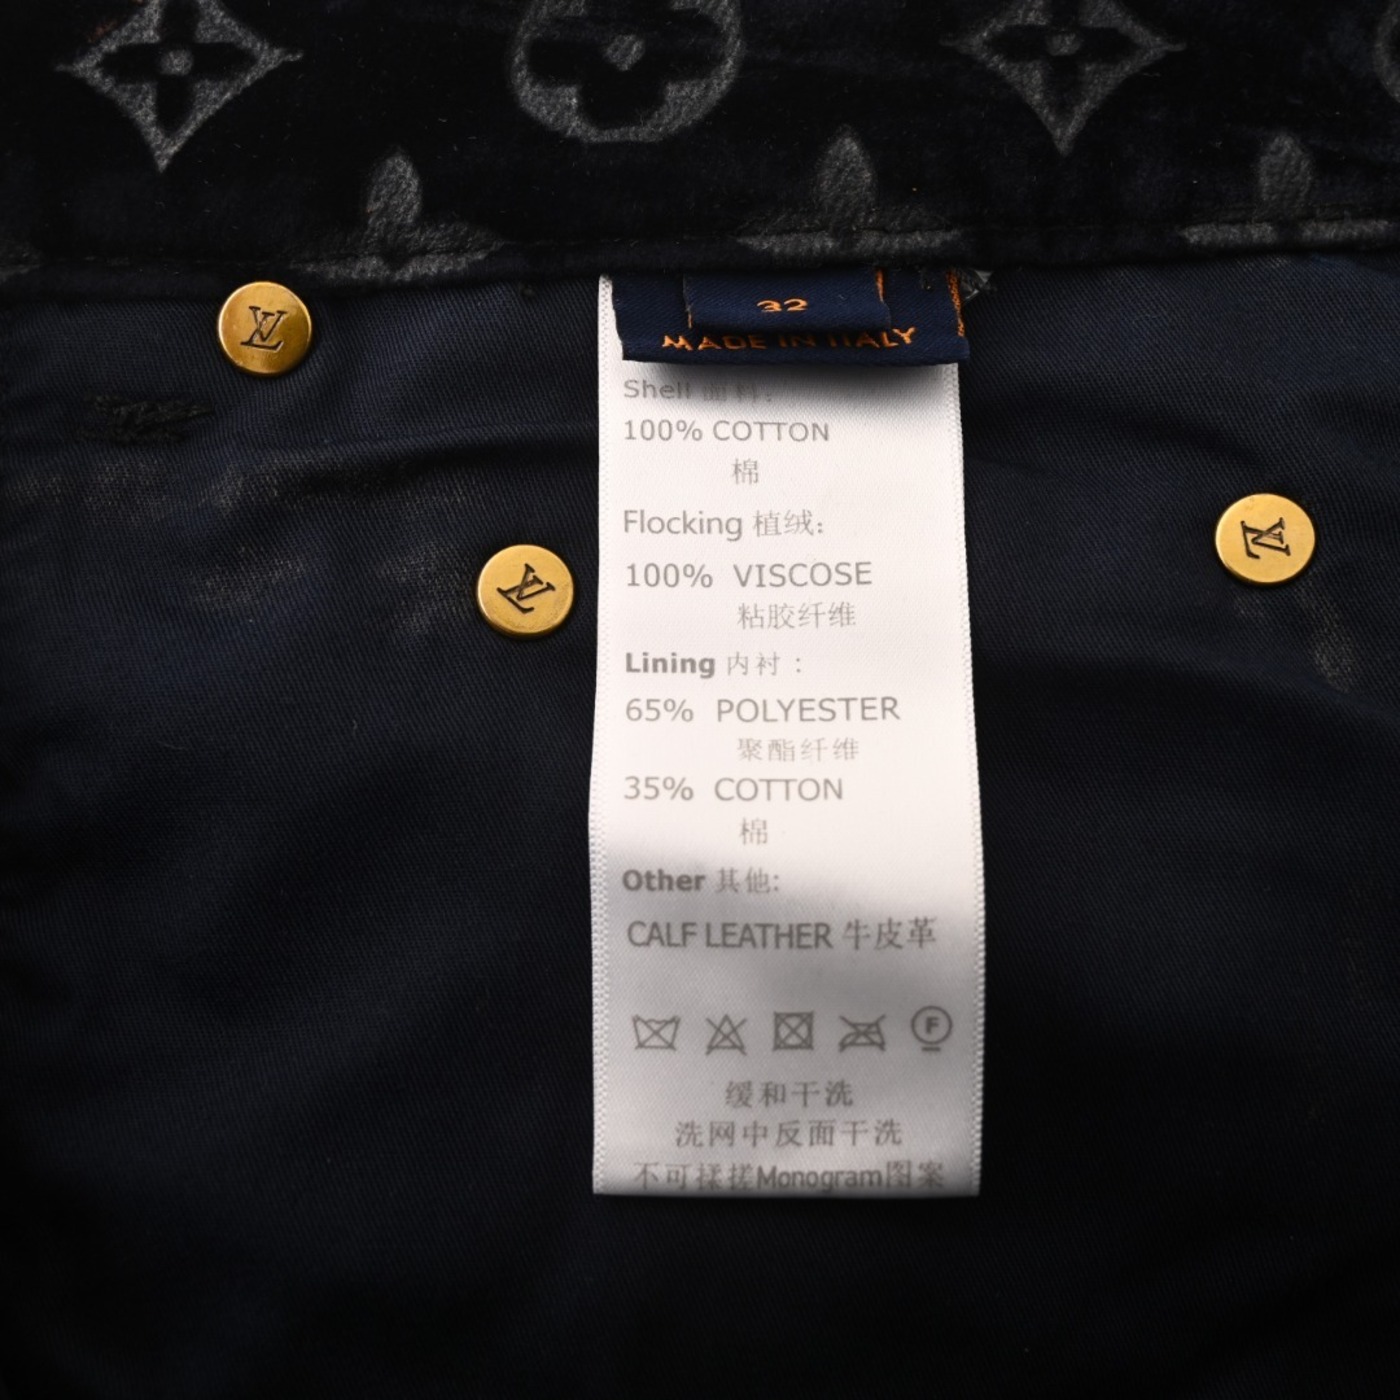 32
MADE IN ITALY
Shell 面料:
100% COTTON
棉
Flocking 植绒:
100% VISCOSE
粘胶纤维
Lining 内衬:
65% POLYESTER
聚酯纤维
35% COTTON
棉
Other 其他:
CALF LEATHER 牛皮革
F
缓和干洗
洗网中反面干洗
不可揉搓Monogram图案
LV
LV
LV